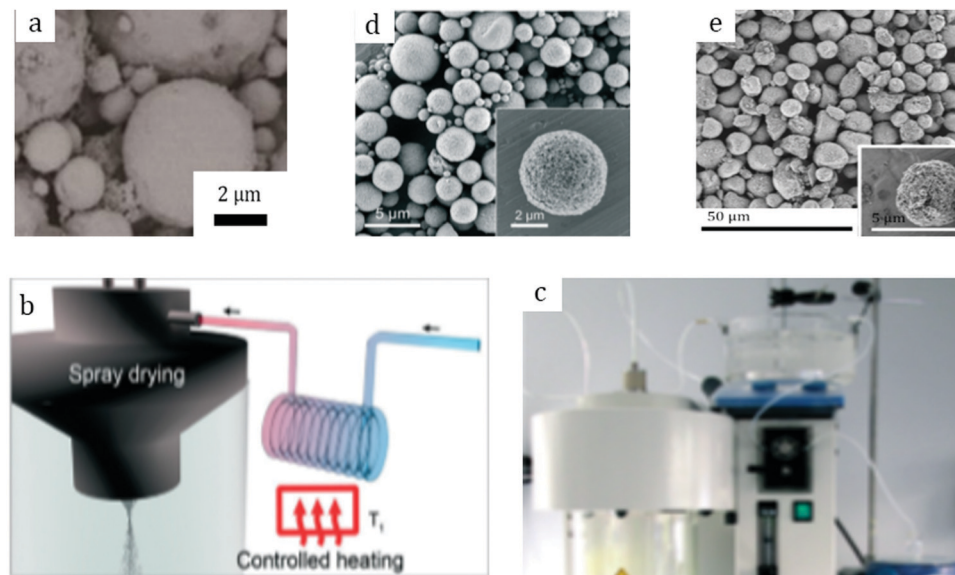 a
2 μm
d
5 μm
2 μm
e
50 μm
5 μm
b
Spray drying
T₁
Controlled heating
c